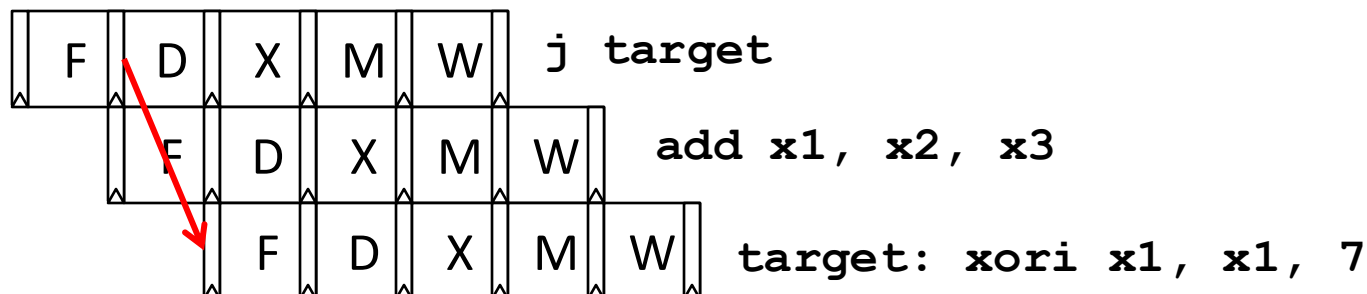 F D X M W j target
F D X M W add x1, x2, x3
F D X M W target: xori x1, x1, 7